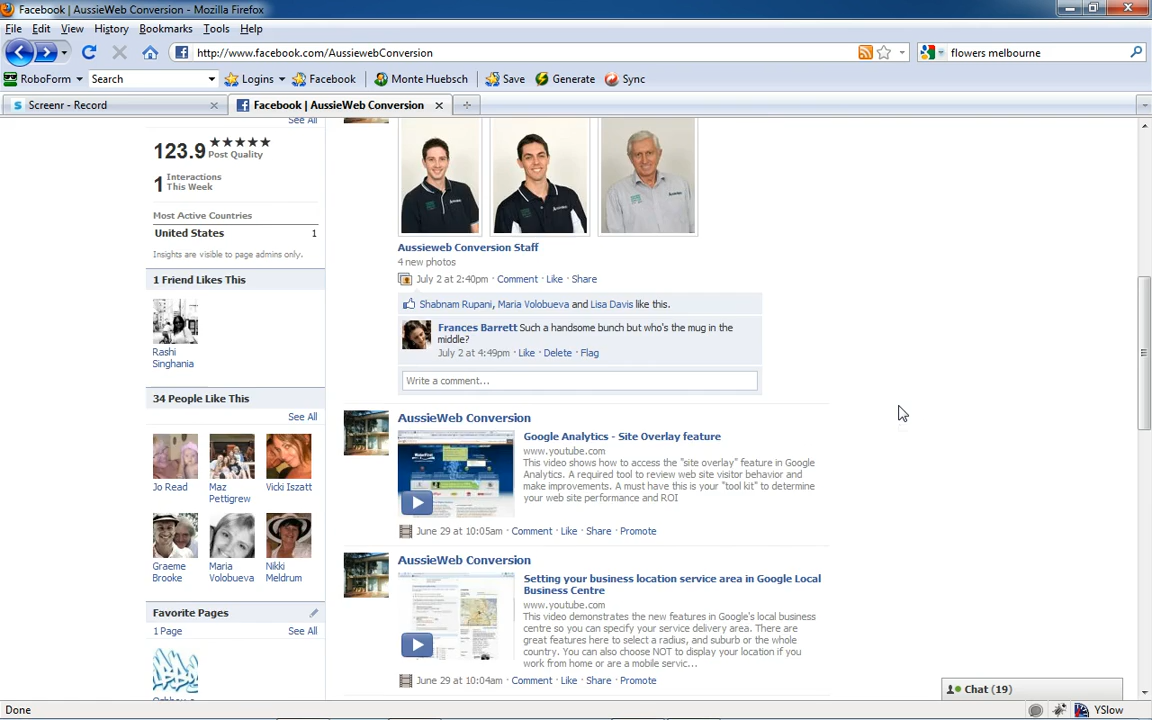 Facebook | AussieWeb Conversion - Mozilla Firefox
File Edit View History Bookmarks Tools Help
http://www.facebook.com/AussiewebConversion
flowers melbourne
RoboForm Search Logins Facebook Monte Huebsch Save Generate Sync
Screenr - Record
Facebook | AussieWeb Conversion
See All
123.9
Post Quality
1 Interactions
This Week
Most Active Countries
United States 1
Insights are visible to page admins only.
1 Friend Likes This
Rashi
Singhania
34 People Like This
See All
Jo Read
Maz
Pettigrew
Vicki Iszatt
Graeme
Brooke
Maria
Volobueva
Nikki
Meldrum
Favorite Pages
1 Page See All
Aussieweb Conversion Staff
4 new photos
July 2 at 2:40pm · Comment · Like · Share
Shabnam Rupani, Maria Volobueva and Lisa Davis like this.
Frances Barrett Such a handsome bunch but who's the mug in the
middle?
July 2 at 4:49pm · Like · Delete · Flag
Write a comment...
AussieWeb Conversion
Google Analytics - Site Overlay feature
www.youtube.com
This video shows how to access the "site overlay" feature in Google
Analytics. A required tool to review web site visitor behavior and
make improvements. A must have this is your "tool kit" to determine
your web site performance and ROI
June 29 at 10:05am · Comment · Like · Share · Promote
AussieWeb Conversion
Setting your business location service area in Google Local
Business Centre
www.youtube.com
This video demonstrates the new features in Google's local business
centre so you can specify your service delivery area. There are
great features here to select a radius, and suburb or the whole
country. You can also choose NOT to display your location if you
work from home or are a mobile servic...
June 29 at 10:04am · Comment · Like · Share · Promote
Chat (19)
Done
YSlow